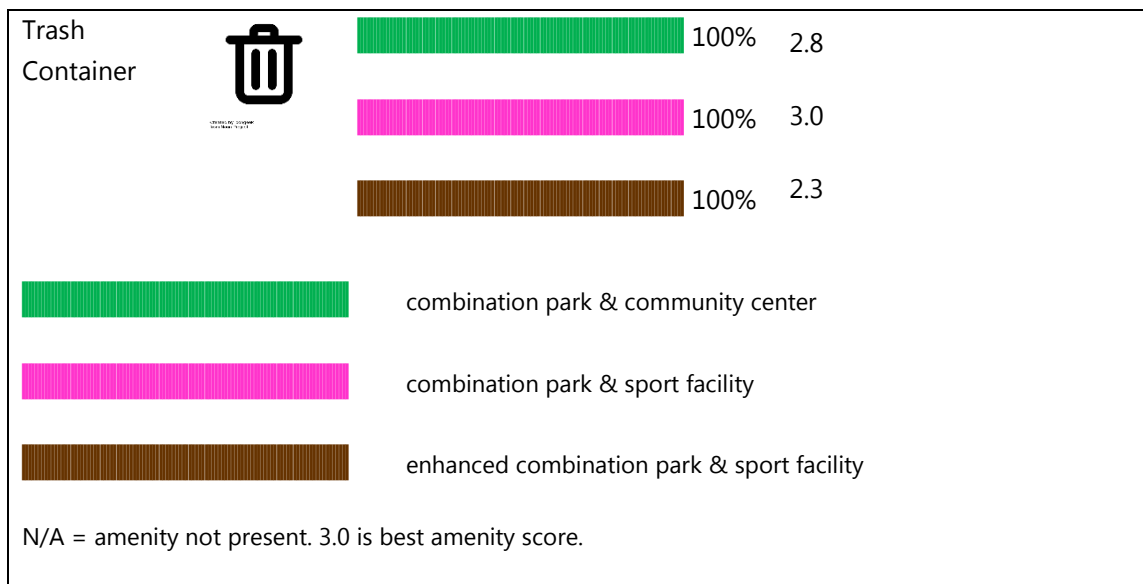 Trash
Container
100% 2.8
100% 3.0
100% 2.3
combination park & community center
combination park & sport facility
enhanced combination park & sport facility
N/A = amenity not present. 3.0 is best amenity score.